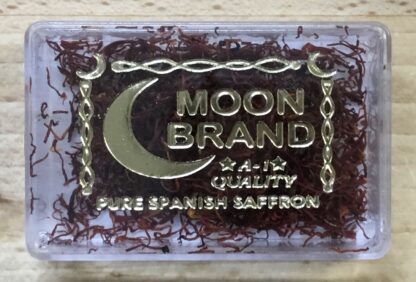 MOON
BRAND
★A-1★
QUALITY
PURE SPANISH SAFFRON